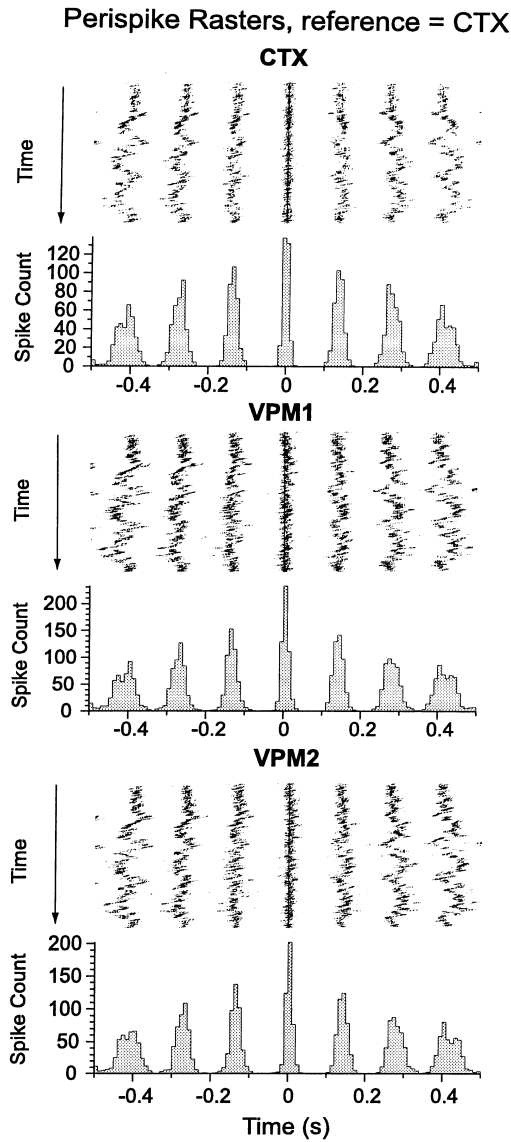 Perispike Rasters, reference = CTX
CTX
Time
Spike Count
120
100
80
60
40
20
0
-0.4 -0.2 0 0.2 0.4
VPM1
Time
Spike Count
200
150
100
50
0
-0.4 -0.2 0 0.2 0.4
VPM2
Time
Spike Count
200
150
100
50
0
-0.4 -0.2 0 0.2 0.4
Time (s)